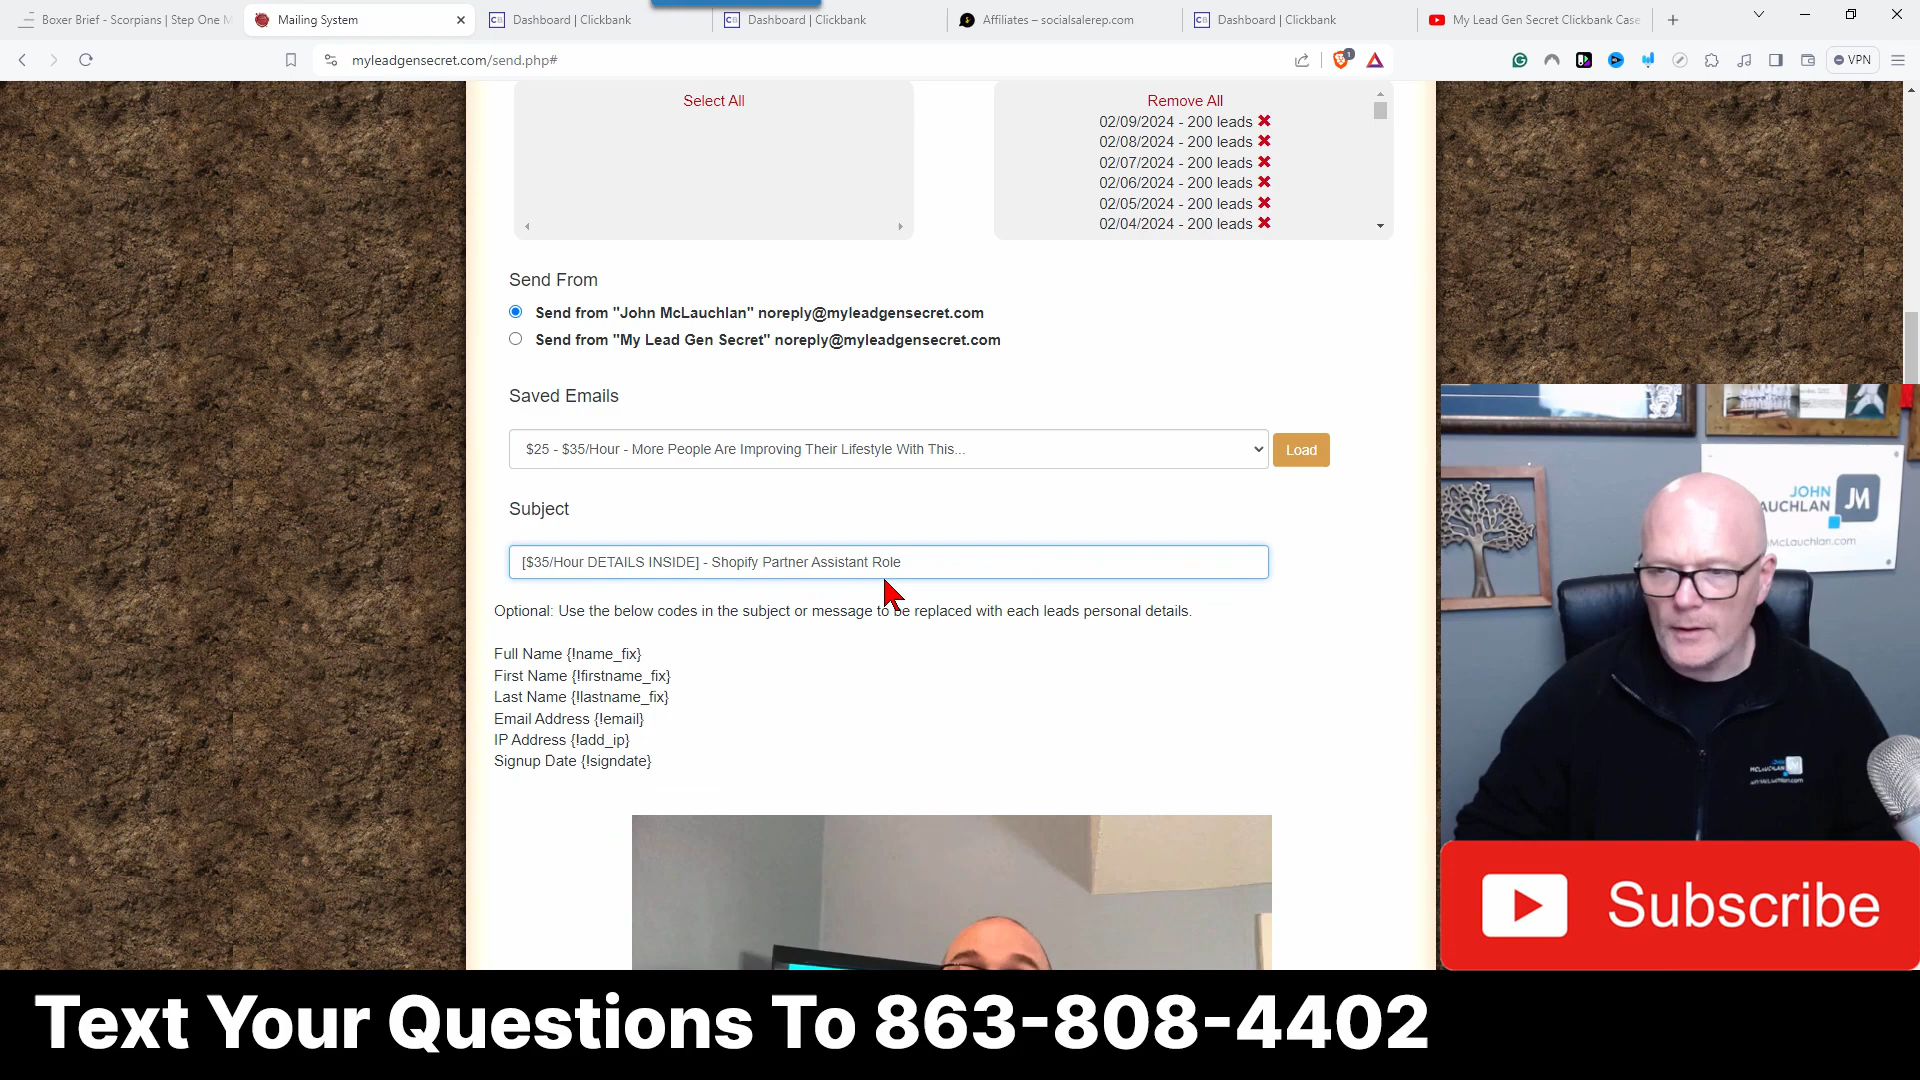 Boxer Brief - Scorpians | Step One M
Mailing System
Dashboard | Clickbank
Dashboard | Clickbank
Affiliates – socialsalerep.com
Dashboard | Clickbank
My Lead Gen Secret Clickbank Case
myleadgensecret.com/send.php#
1
VPN
Select All
Remove All
02/09/2024 - 200 leads
02/08/2024 - 200 leads
02/07/2024 - 200 leads
02/06/2024 - 200 leads
02/05/2024 - 200 leads
02/04/2024 - 200 leads
Send From
Send from "John McLauchlan" noreply@myleadgensecret.com
Send from "My Lead Gen Secret" noreply@myleadgensecret.com
Saved Emails
$25 - $35/Hour - More People Are Improving Their Lifestyle With This...
Load
Subject
[$35/Hour DETAILS INSIDE] - Shopify Partner Assistant Role
Optional: Use the below codes in the subject or message to be replaced with each leads personal details.
Full Name {!name_fix}
First Name {!firstname_fix}
Last Name {!lastname_fix}
Email Address {!email}
IP Address {!add_ip}
Signup Date {!signdate}
JOHN
AUCHLAN
JM
McLauchlan.com
JOHN
Subscribe
Text Your Questions To 863-808-4402